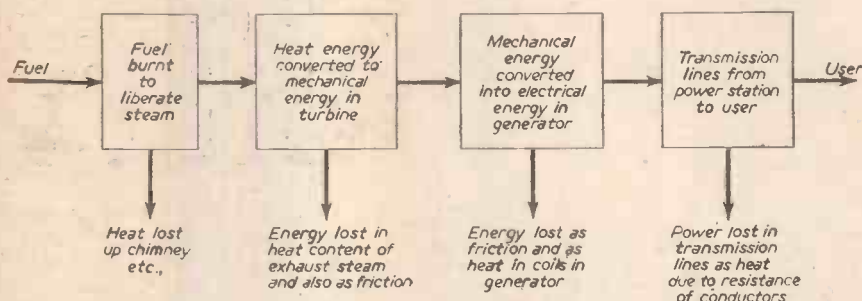 Fuel
Fuel
burnt
to
liberate
steam
Heat energy
converted to
mechanical
energy in
turbine
Mechanical
energy
converted
into electrical
energy in
generator
Transmission
lines from
power station
to user
User
Heat lost
up chimney
etc.,
Energy lost in
heat content of
exhaust steam
and also as friction
Energy lost as
friction and as
heat in coils in
generator
Power lost in
transmission
lines as heat
due to resistance
of conductors